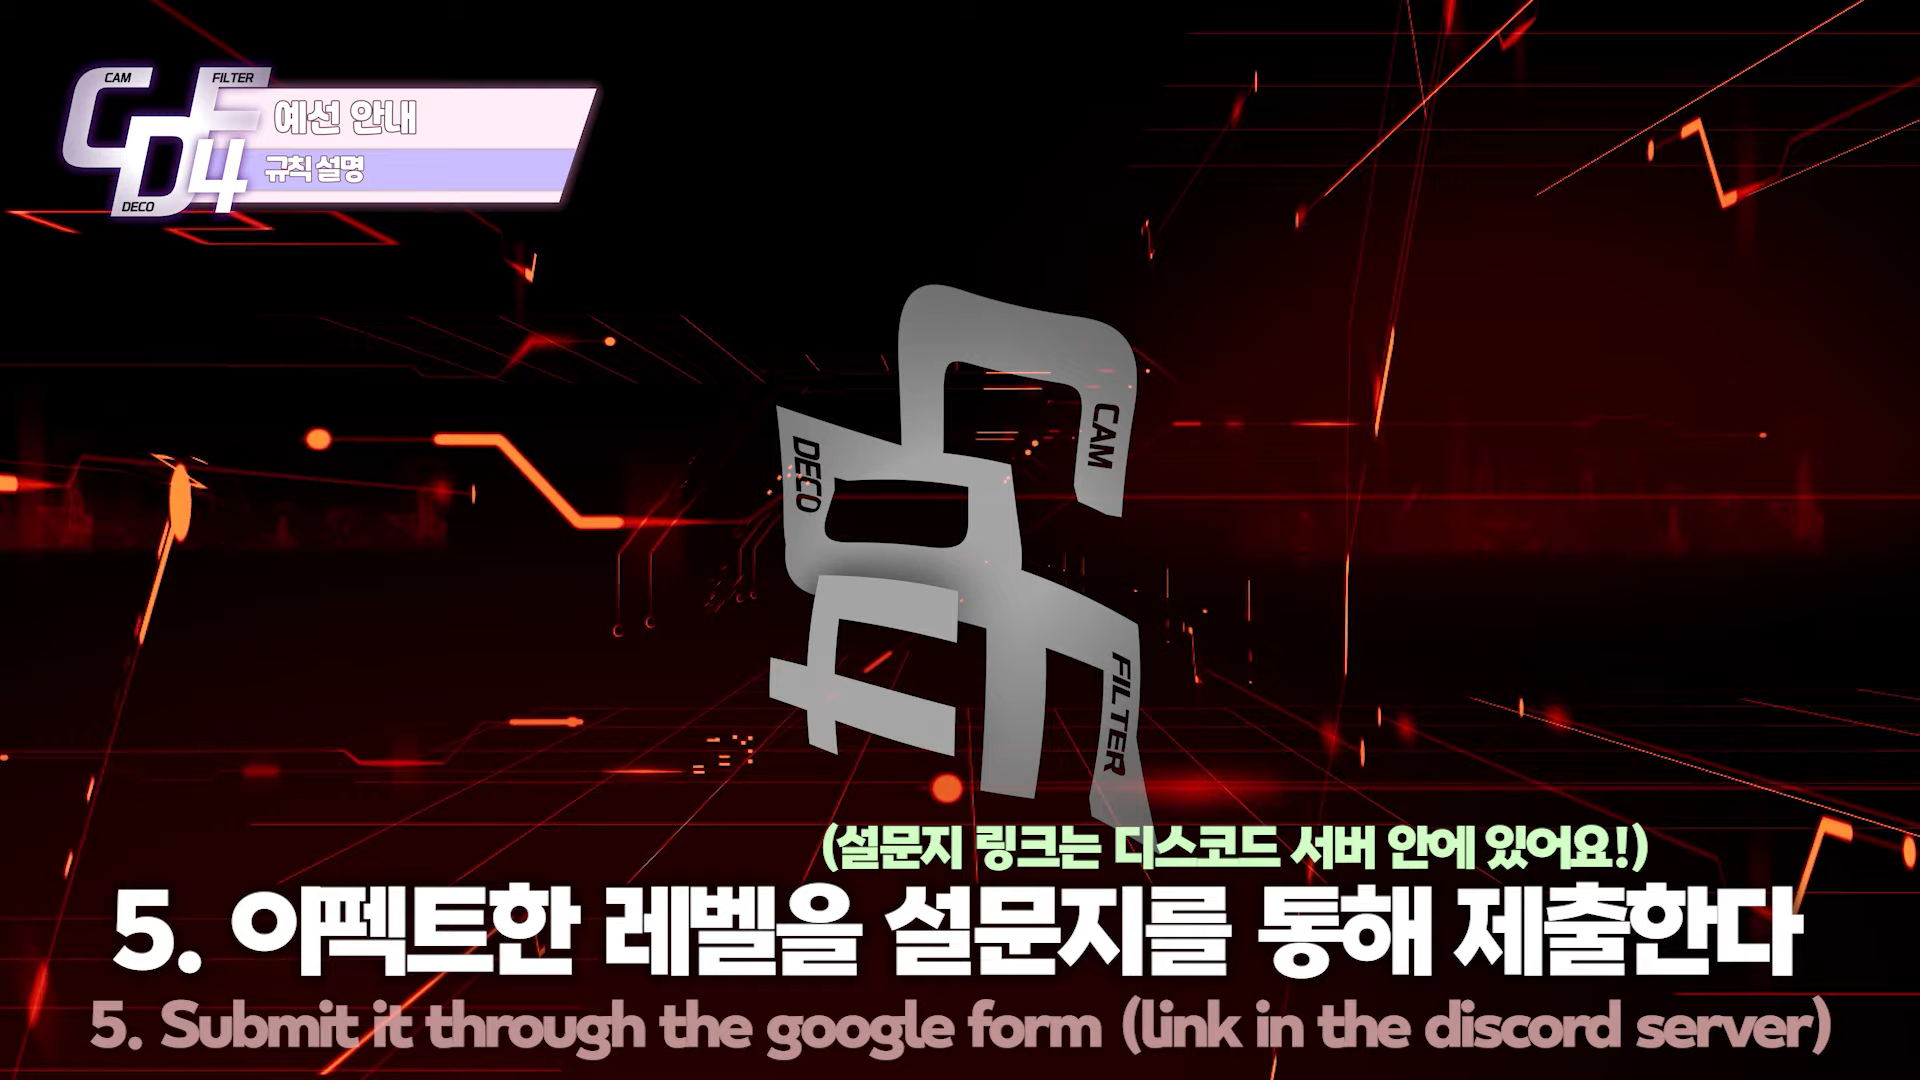 CAM
FILTER
CDF4
DECO
예선 안내
규칙 설명
CAM
DECO
CDF4
FILTER
(설문지 링크는 디스코드 서버 안에 있어요!)
5. 이펙트한 레벨을 설문지를 통해 제출한다
5. Submit it through the google form (link in the discord server)